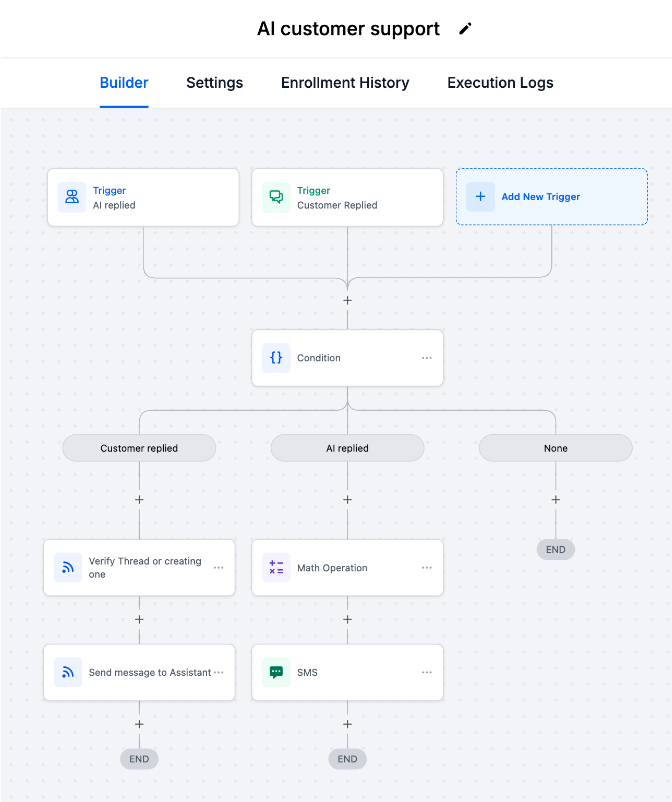 AI customer support
Builder
Settings
Enrollment History
Execution Logs
Trigger
AI replied
Trigger
Customer Replied
Add New Trigger
Condition
Customer replied
AI replied
None
Verify Thread or creating
one
Math Operation
END
Send message to Assistant
SMS
END
END